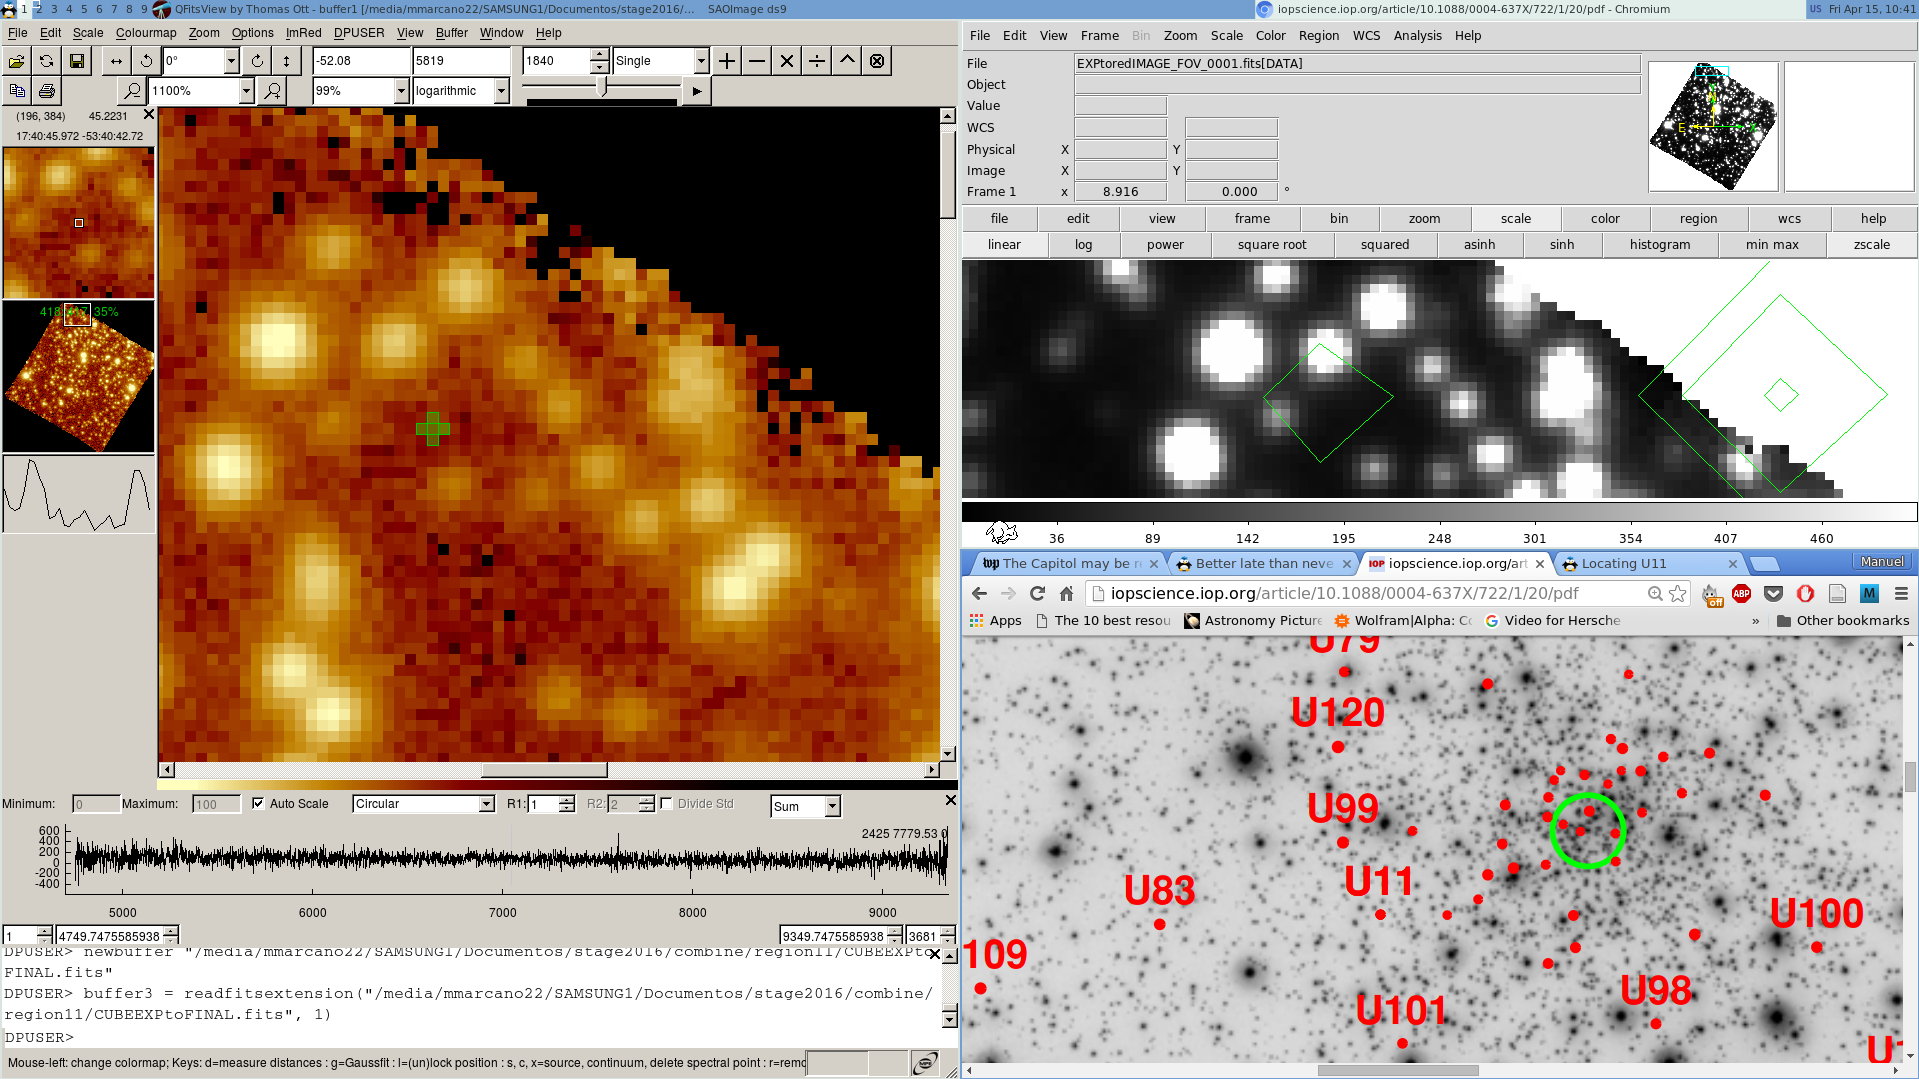 1 2 3 4 5 6 7 8 9 QFitsView by Thomas Ott - buffer1 [/media/mmarcano22/SAMSUNG1/Documentos/stage2016/... SAOImage ds9
iopscience.iop.org/article/10.1088/0004-637X/722/1/20/pdf - Chromium US Fri Apr 15, 10:41
File Edit Scale Colourmap Zoom Options ImRed DPUSER View Buffer Window Help
0° -52.08 5819 1840 Single
1100% 99% logarithmic
(196, 384) 45.2231
17:40:45.972 -53:40:42.72
35%
Minimum: 0 Maximum: 100 Auto Scale Circular R1: 1 R2: 2 Divide Std Sum
2425 7779.53 0
600
400
200
0
-200
-400
5000 6000 7000 8000 9000
1 4749.7475585938 9349.7475585938 3681
DPUSER> newbuffer "/media/mmarcano22/SAMSUNG1/Documentos/stage2016/combine/region11/CUBEEXPto
FINAL.fits"
DPUSER> buffer3 = readfitsextension("/media/mmarcano22/SAMSUNG1/Documentos/stage2016/combine/
region11/CUBEEXPtoFINAL.fits", 1)
DPUSER>
Mouse-left: change colormap; Keys: d=measure distances : g=Gaussfit : l=(un)lock position : s, c, x=source, continuum, delete spectral point : r=remo
File Edit View Frame Bin Zoom Scale Color Region WCS Analysis Help
File EXPtoredIMAGE_FOV_0001.fits[DATA]
Object
Value
WCS
Physical X Y
Image X Y
Frame 1 x 8.916 0.000 °
E
file edit view frame bin zoom scale color region wcs help
linear log power square root squared asinh sinh histogram min max zscale
36 89 142 195 248 301 354 407 460
The Capitol may be r Better late than neve IOP iopscience.iop.org/art Locating U11 Manuel
iopscience.iop.org/article/10.1088/0004-637X/722/1/20/pdf
off ABP M
Apps The 10 best resou Astronomy Pictur Wolfram|Alpha: C Video for Hersche » Other bookmarks
U79
U120
U99
U11
U83
U100
109
U98
U101
U1